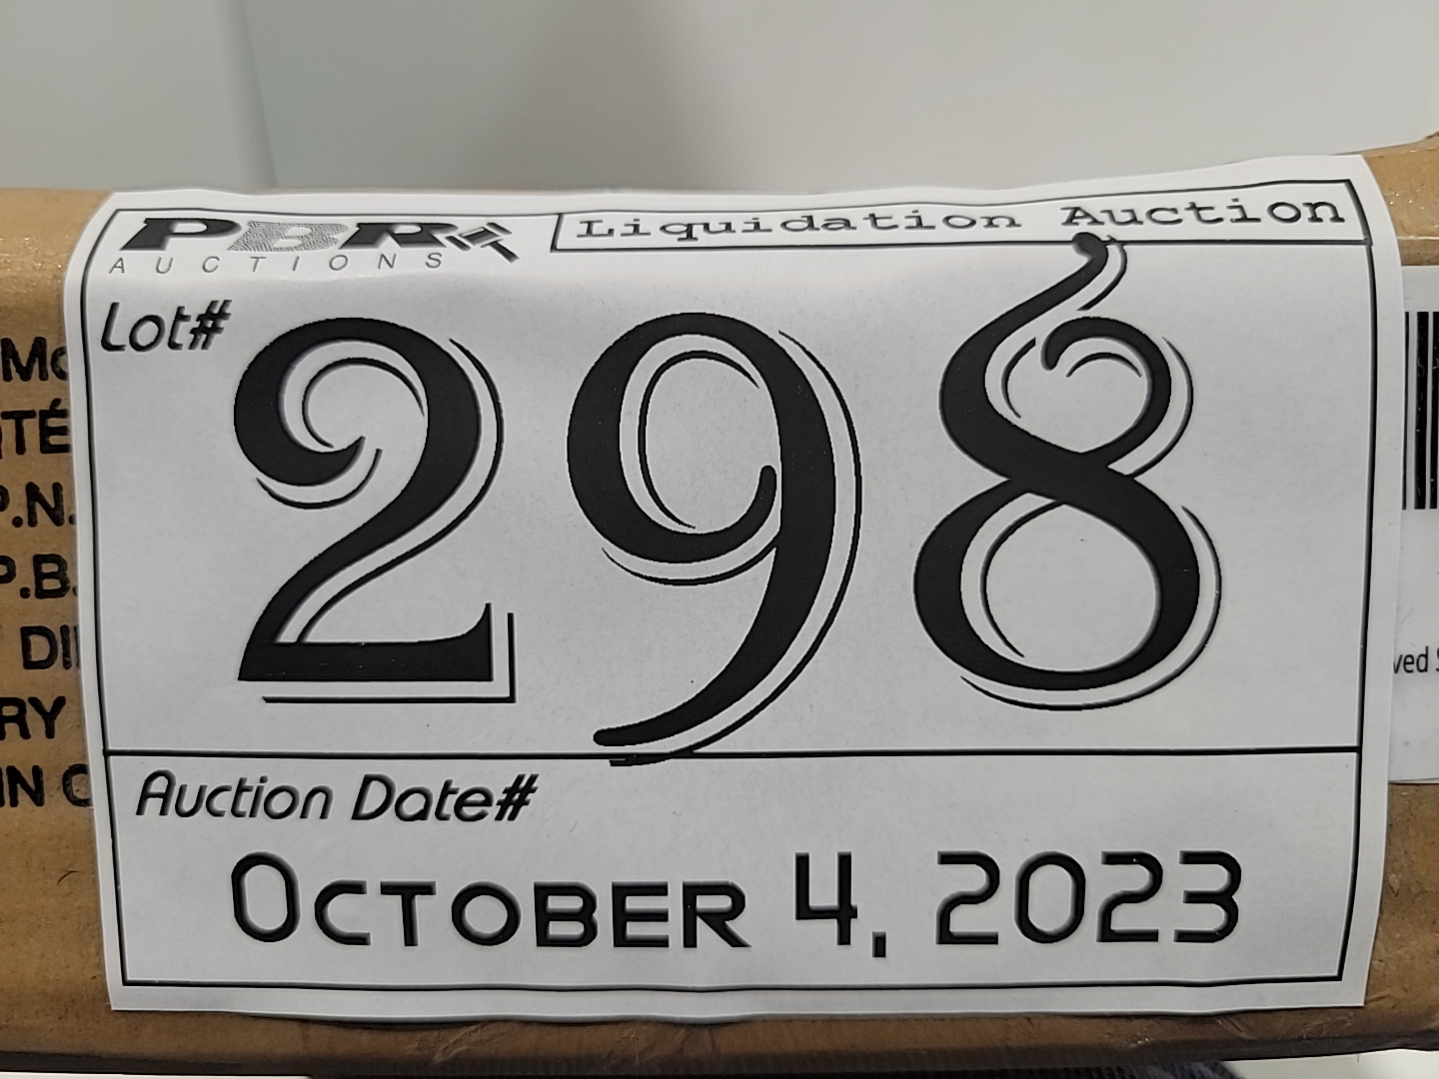 PBR
AUCTIONS
Liquidation Auction
Lot#
298
Auction Date#
October 4, 2023
P.N.
P.B.